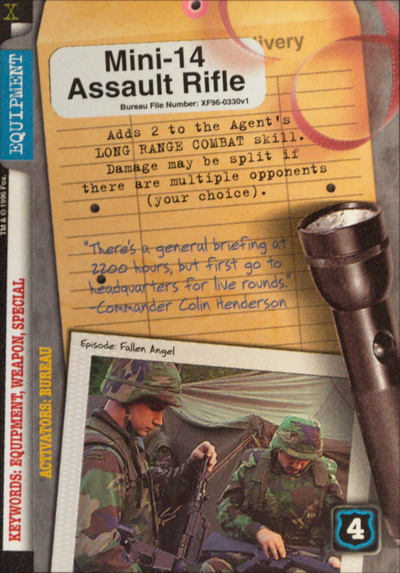 X
EQUIPMENT
TM & © 1996 Fox.
KEYWORDS: EQUIPMENT, WEAPON, SPECIAL
ACTIVATORS: BUREAU
livery
Mini-14
Assault Rifle
Bureau File Number: XF96-0330v1
Adds 2 to the Agent's
LONG RANGE COMBAT skill.
Damage may be split if
there are multiple opponents
(your choice).
"There's a general briefing at
2200 hours, but first go to
headquarters for live rounds."
-Commander Colin Henderson
Episode: Fallen Angel
4